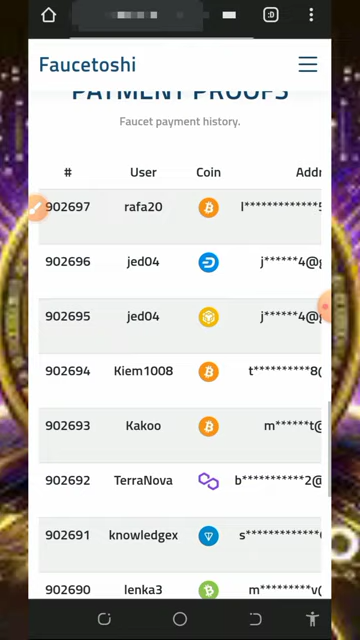 :D
Faucetoshi
PAYMENT PROOFS
Faucet payment history.
# User Coin Addr
902697 rafa20 l*************5
902696 jed04 j******4@g
902695 jed04 j******4@g
902694 Kiem1008 t**********8@
902693 Kakoo m******t@
902692 TerraNova b***********2@
902691 knowledgex s*************
902690 lenka3 m*********v@